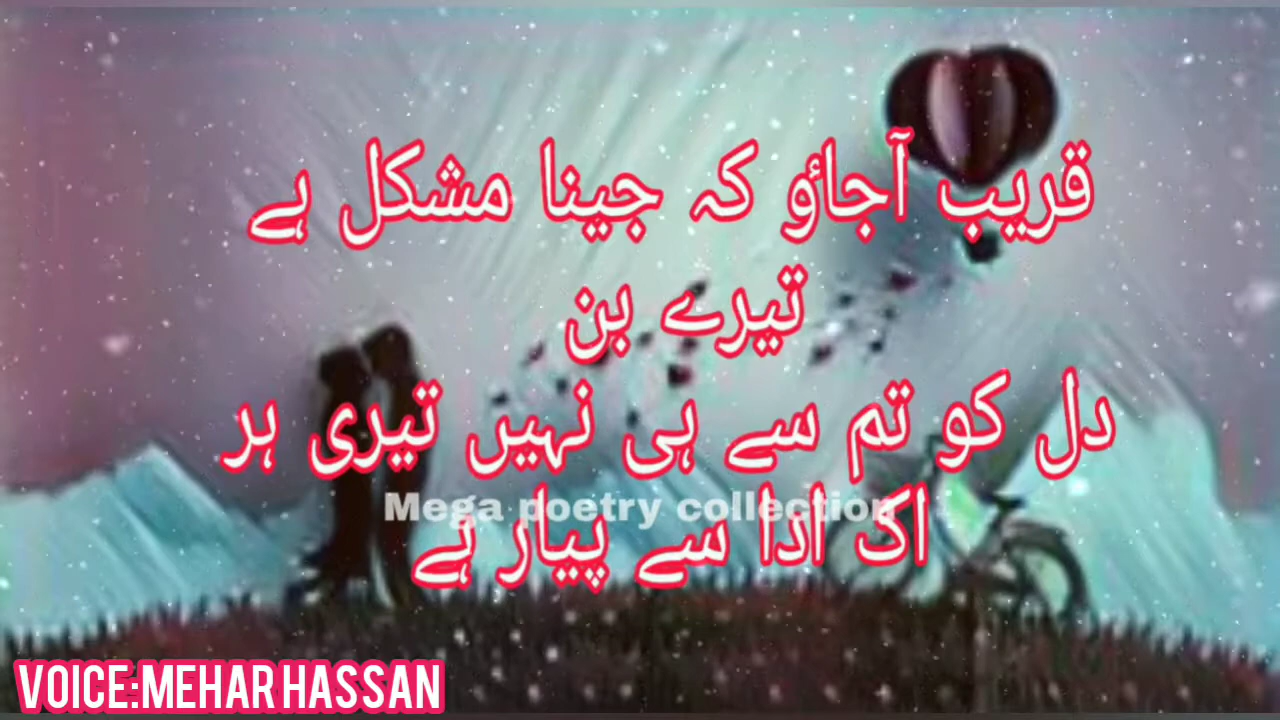 قریب آجاؤ کہ جینا مشکل ہے
تیرے بن
دل کو تم سے ہی نہیں تیری ہر
اک ادا سے پیار ہے
Mega poetry collection
VOICE:MEHAR HASSAN